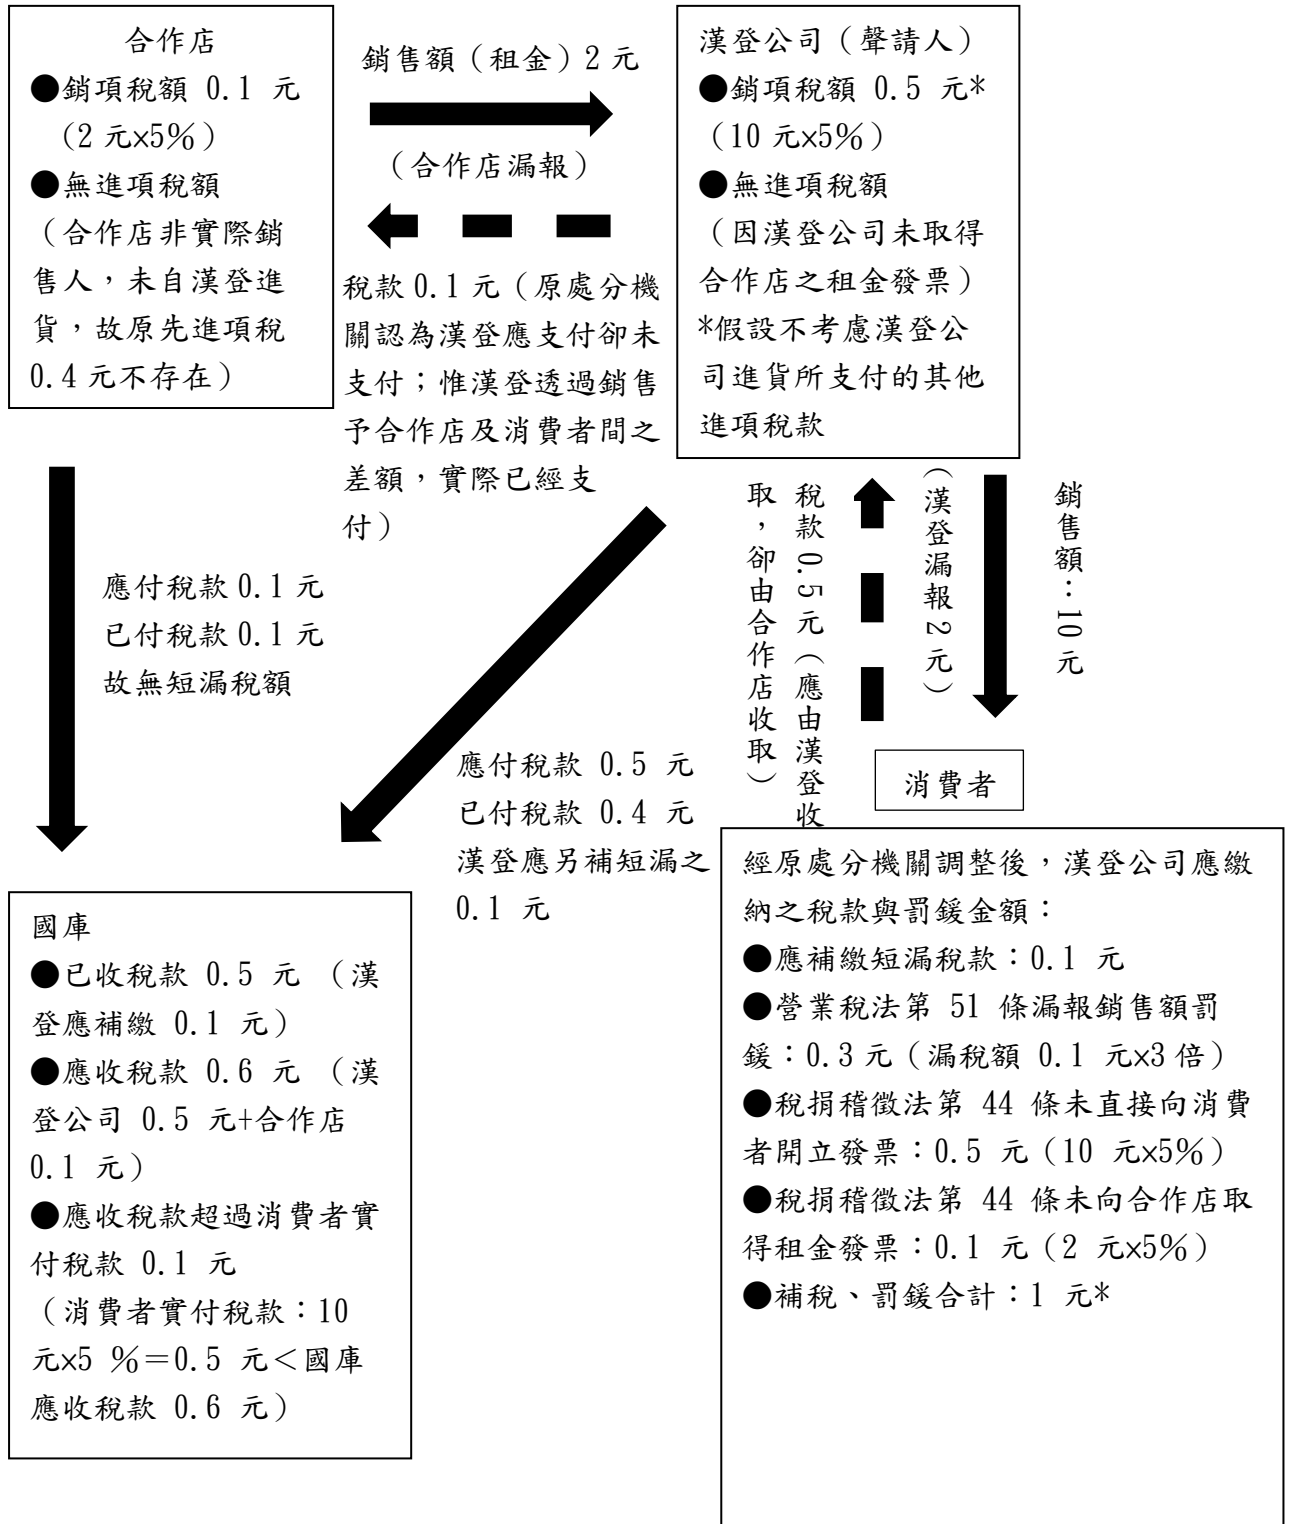 合作店
●銷項稅額 0.1 元
（2 元×5％）
●無進項稅額
（合作店非實際銷
售人，未自漢登進
貨，故原先進項稅
0.4 元不存在）
銷售額（租金）2 元
（合作店漏報）
稅款 0.1 元（原處分機
關認為漢登應支付卻未
支付；惟漢登透過銷售
予合作店及消費者間之
差額，實際已經支
付）
漢登公司（聲請人）
●銷項稅額 0.5 元*
（10 元×5％）
●無進項稅額
（因漢登公司未取得
合作店之租金發票）
*假設不考慮漢登公
司進貨所支付的其他
進項稅款
應付稅款 0.1 元
已付稅款 0.1 元
故無短漏稅額
應付稅款 0.5 元
已付稅款 0.4 元
漢登應另補短漏之
0.1 元
稅款 0.5 元（應由漢登收
取，卻由合作店收取）
（漢登漏報 2 元）
銷售額：10 元
消費者
國庫
●已收稅款 0.5 元 （漢
登應補繳 0.1 元）
●應收稅款 0.6 元 （漢
登公司 0.5 元+合作店
0.1 元）
●應收稅款超過消費者實
付稅款 0.1 元
（消費者實付稅款：10
元×5 ％＝0.5 元＜國庫
應收稅款 0.6 元）
經原處分機關調整後，漢登公司應繳
納之稅款與罰鍰金額：
●應補繳短漏稅款：0.1 元
●營業稅法第 51 條漏報銷售額罰
鍰：0.3 元（漏稅額 0.1 元×3 倍）
●稅捐稽徵法第 44 條未直接向消費
者開立發票：0.5 元（10 元×5％）
●稅捐稽徵法第 44 條未向合作店取
得租金發票：0.1 元（2 元×5％）
●補稅、罰鍰合計：1 元*